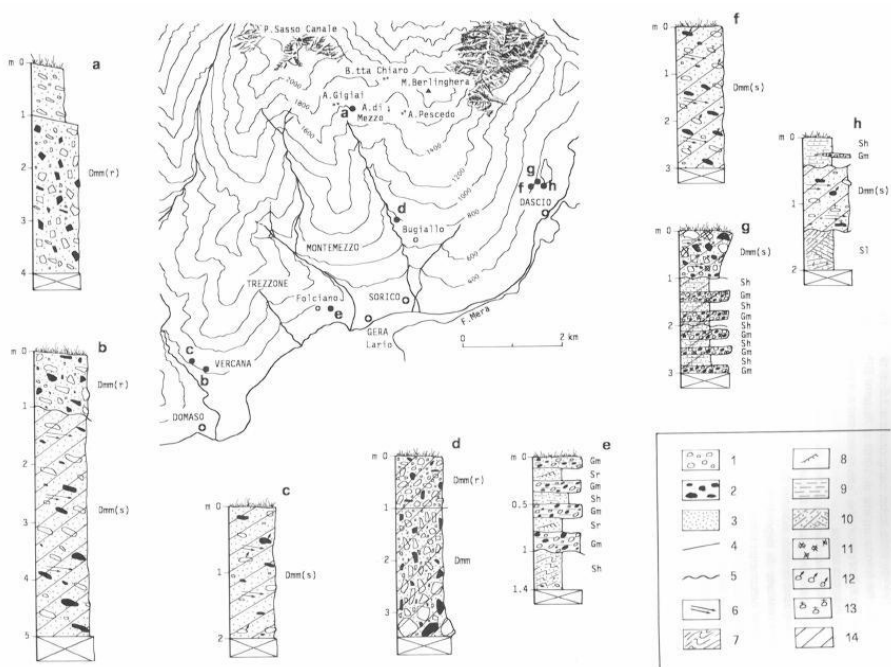 a
m 0
1
2
3
4
Dmm(r)
b
0
1
2
3
4
5
Dmm(r)
Dmm(s)
P. Sasso Canale
B.tta Chiaro
M. Berlinghera
A. Gigiai
A. di Mezzo
A. Pescedo
a
2000
1800
1600
1400
1200
1000
800
600
400
g
f
h
DASCIO
d
Bugiallo
MONTEMEZZO
TREZZONE
Folciano
e
SORICO
GERA
Lario
F. Mera
0
2 km
c
b
VERCANA
DOMASO
c
m 0
1
2
Dmm(s)
d
m 0
1
2
3
Dmm(r)
Dmm
e
m 0
0.5
1
1.4
Gm
Sr
Gm
Sh
Gm
Sr
Gm
Sh
f
m 0
1
2
3
Dmm(s)
g
m 0
1
2
3
Dmm(s)
Sh
Gm
Sh
Gm
Sh
Gm
Sh
Gm
Sh
Gm
h
m 0
1
2
Sh
Gm
Dmm(s)
Sl
1
2
3
4
5
6
7
8
9
10
11
12
13
14